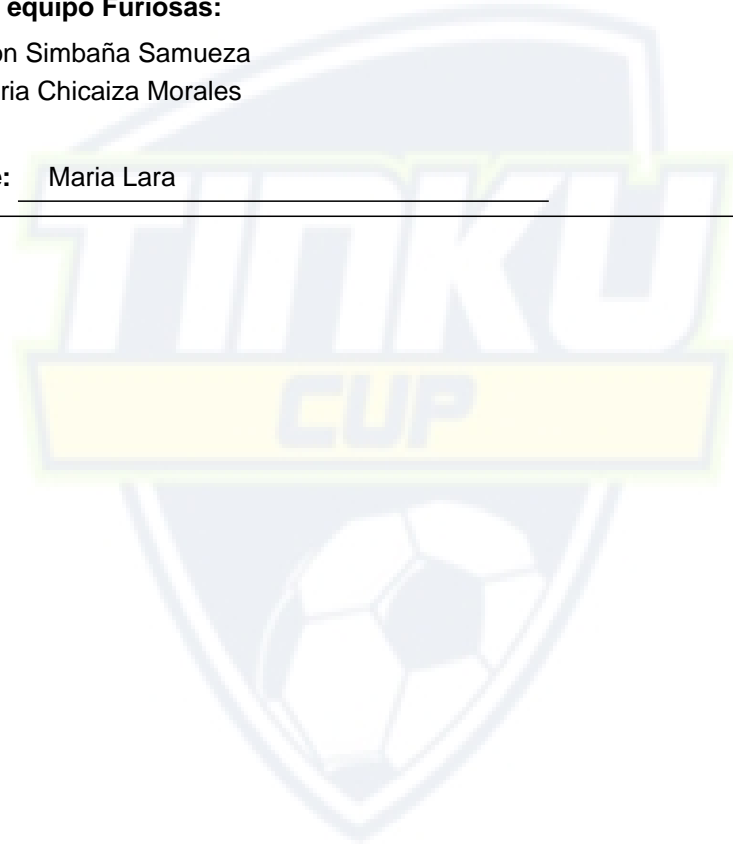 equipo Furiosas:
on Simbaña Samueza
ria Chicaiza Morales
: Maria Lara
TINKU
CUP